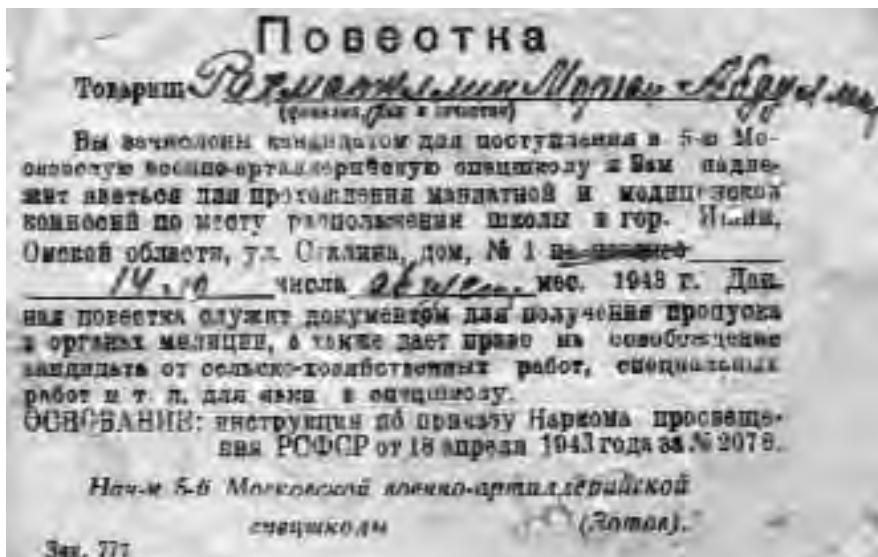 Повестка
Товарищ Абдул
(фамилия, имя и отчество)
Вы зачислены кандидатом для поступления в 5-ю Мо-
сковскую военно-артиллерийскую спецшколу и Вам надле-
жит явиться для прохождения мандатной и медицинской
комиссий по месту расположения школы в гор. Ишим,
Омской области, ул. Сталина, дом, № 1
14 числа август мес. 1943 г. Дан-
ная повестка служит документом для получения пропуска
в органах милиции, а также дает право на освобождение
кандидата от сельско-хозяйственных работ, специальных
работ и т. п. для явки в спецшколу.
ОСНОВАНИЕ: инструкция по приказу Наркома просвеще-
ния РСФСР от 18 апреля 1943 года за № 2078.
Нач-к 5-й Московской военно-артиллерийской
спецшколы (Зотов).
Зак. 777